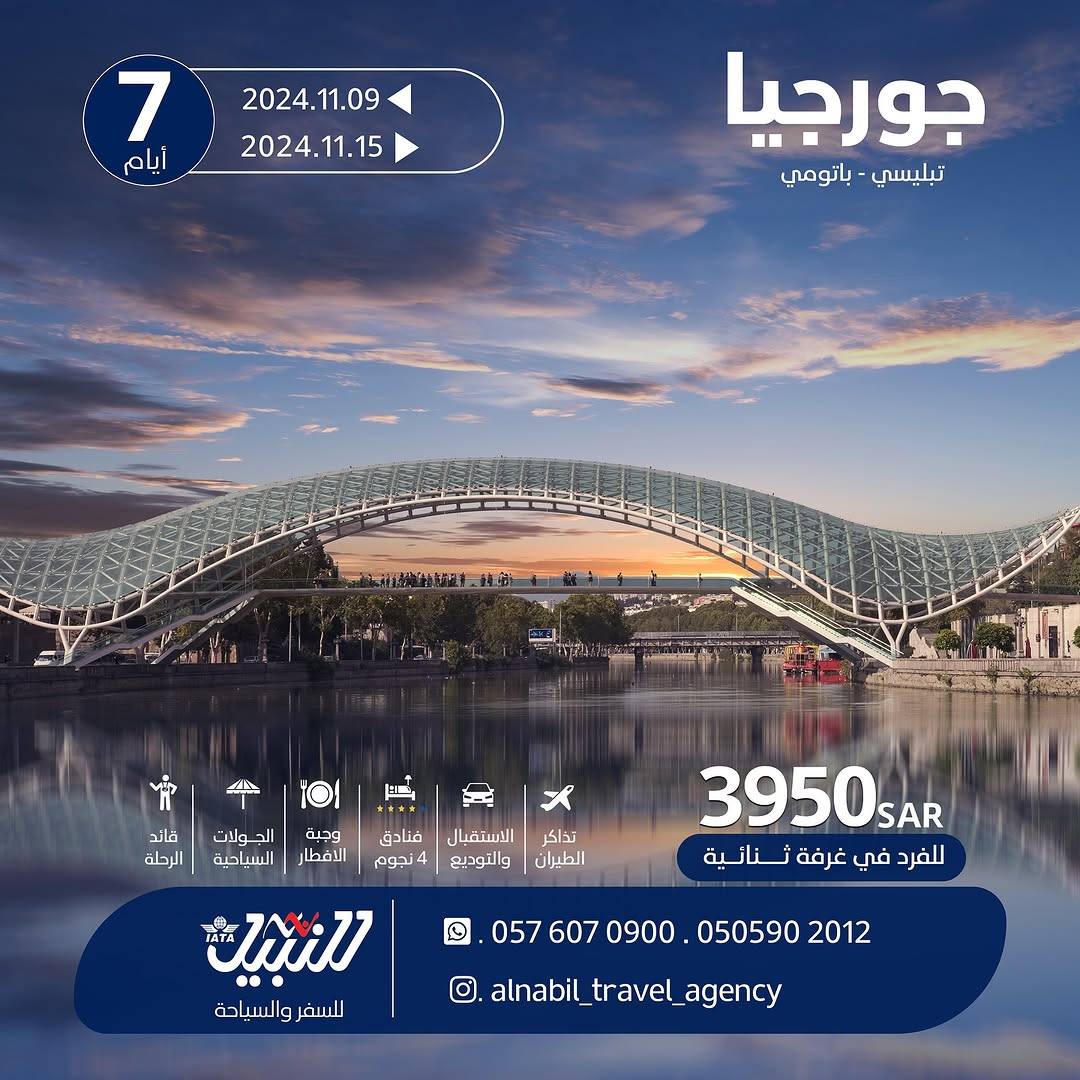 جورجيا
تبليسي - باتومي
7
أيام
2024.11.09
2024.11.15
3950 SAR
للفرد في غرفة ثــنـائـيـة
تذاكر
الطيران
الاستقبال
والتوديع
فنادق
4 نجوم
وجبة
الافطار
الجـولات
السياحية
قائد
الرحلة
IATA
النبيل
للسفر والسياحة
. 057 607 0900 . 050590 2012
. alnabil_travel_agency